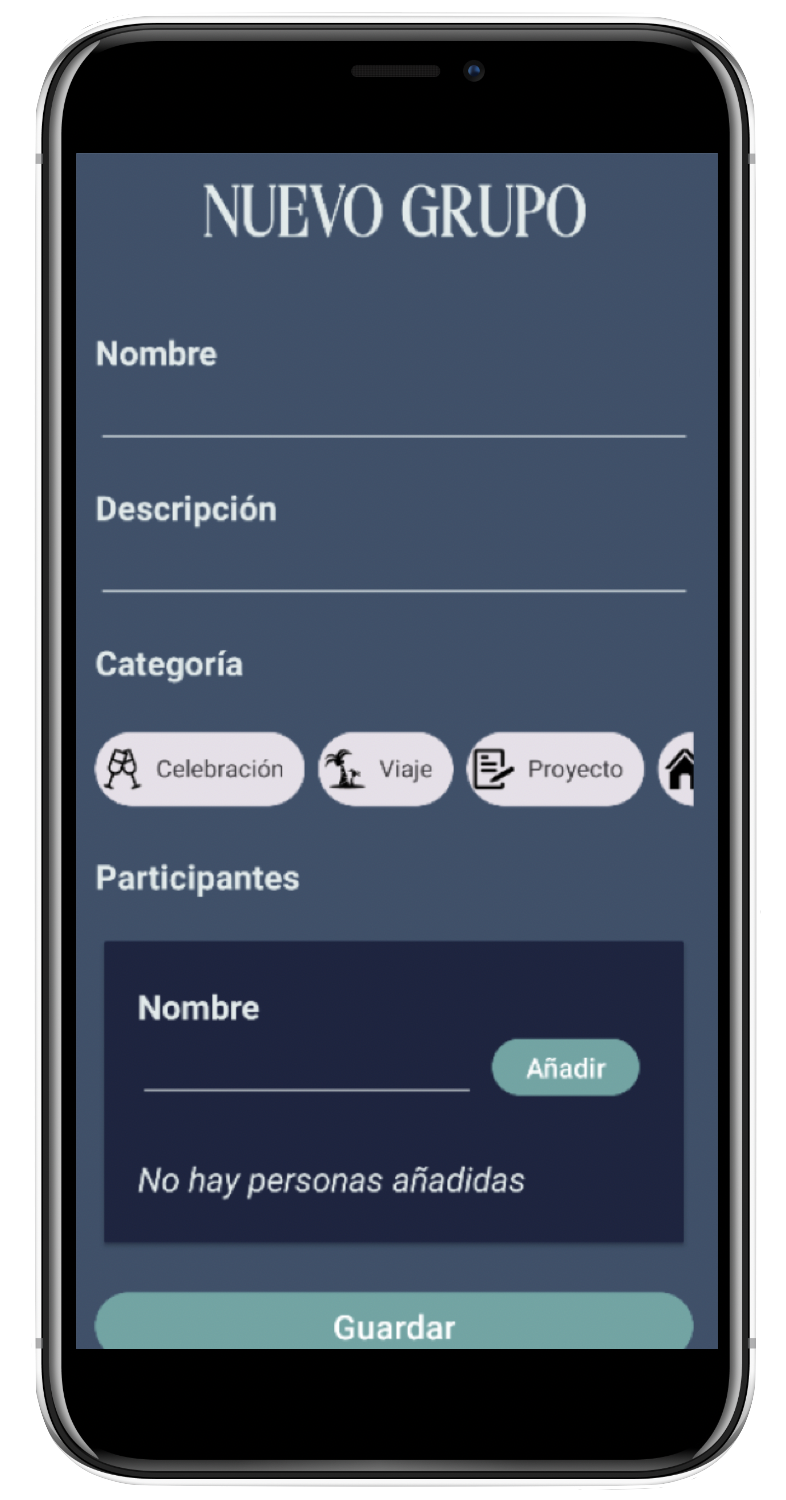 NUEVO GRUPO
Nombre
Descripción
Categoría
Celebración Viaje Proyecto
Participantes
Nombre
Añadir
No hay personas añadidas
Guardar